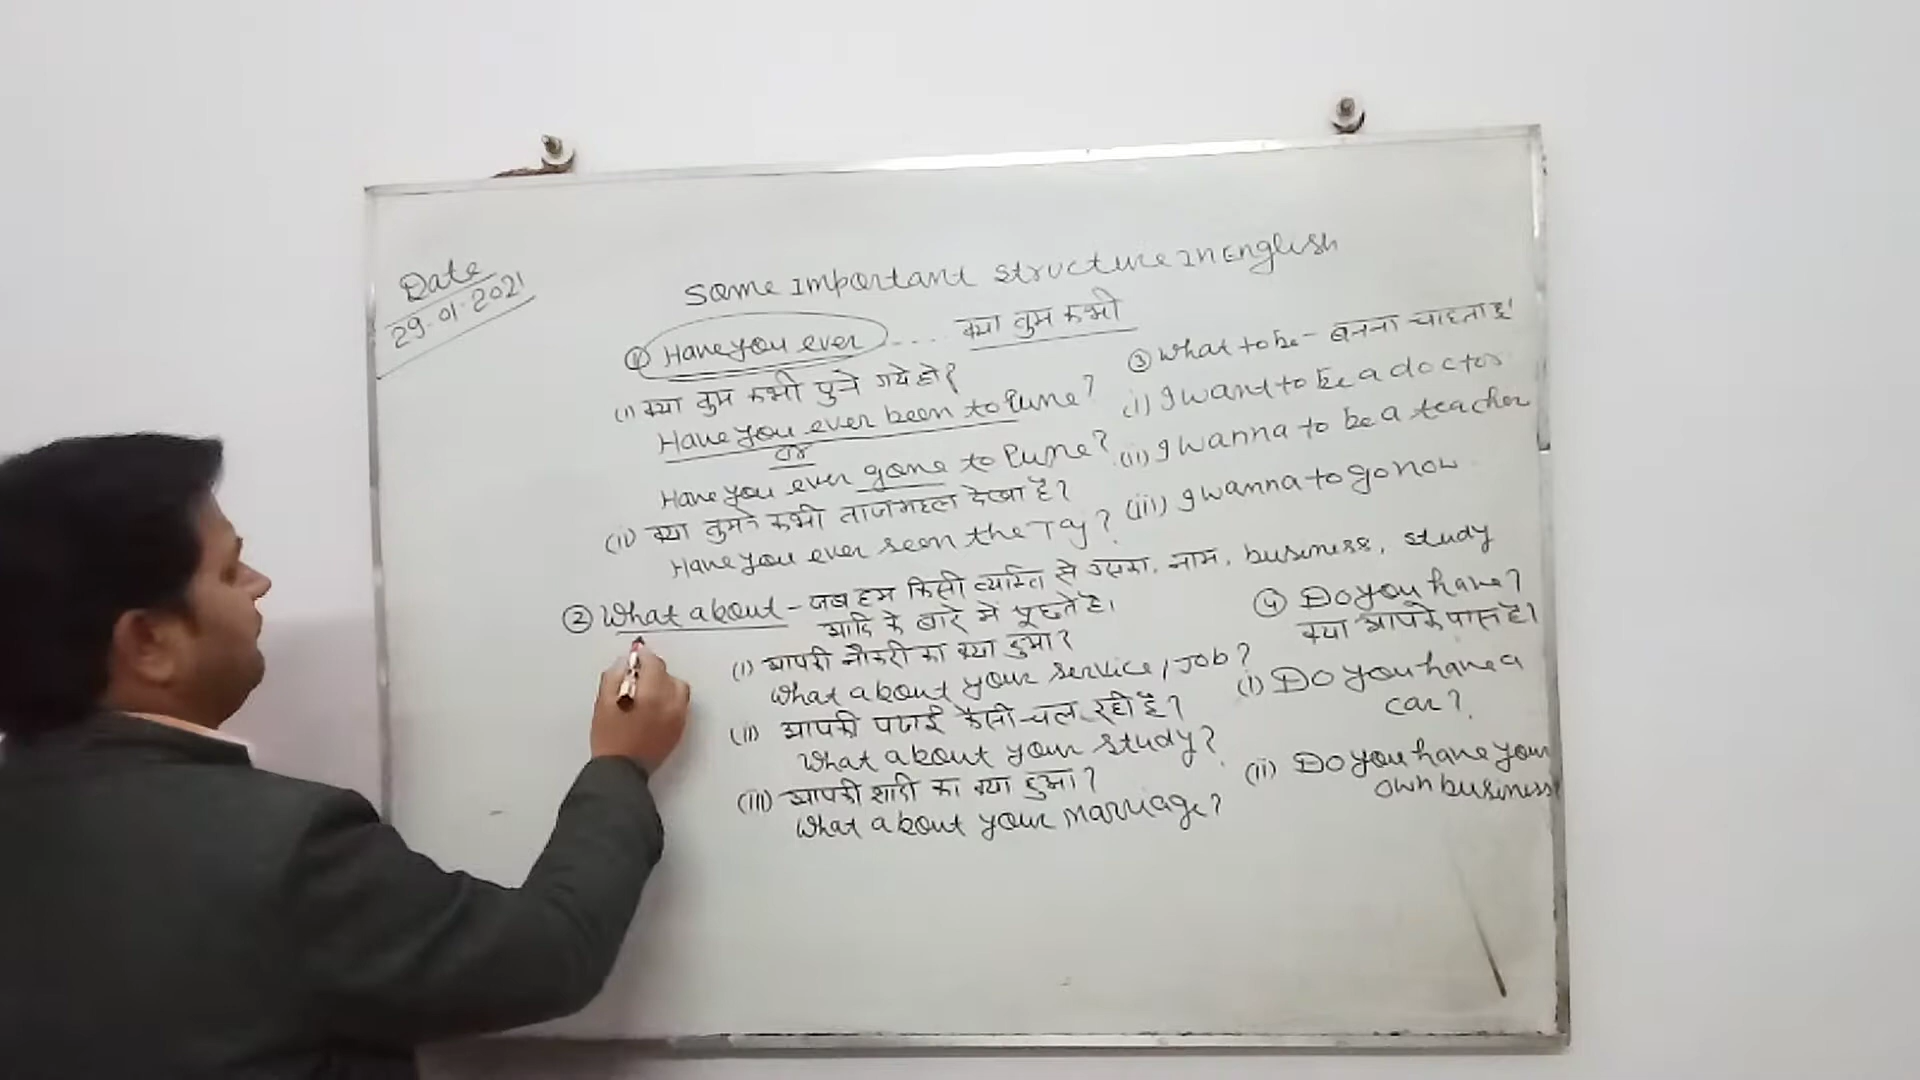 Date
29.01.2021
Some Important Structure In English
① Have you ever .... क्या तुम कभी
(i) क्या तुम कभी पुने गये हो?
Have you ever been to Pune?
or
Have you ever gone to Pune?
(ii) क्या तुमने कभी ताजमहल देखा है?
Have you ever seen the Taj?
② What about - जब हम किसी व्यक्ति से उसका, नाम, business, study
आदि के बारे में पूछते है।
(i) आपकी नौकरी का क्या हुआ?
What about your service, Job?
(ii) आपकी पढाई कैसी चल रही है?
What about your study?
(iii) आपकी शादी का क्या हुआ?
What about your marriage?
③ What to be - बनना चाहता हूँ
(i) I want to be a doctor
(ii) I wanna to be a teacher
(iii) I wanna to go now
④ Do you have?
क्या आपके पास है।
(i) Do you have a
car?
(ii) Do you have your
own business?